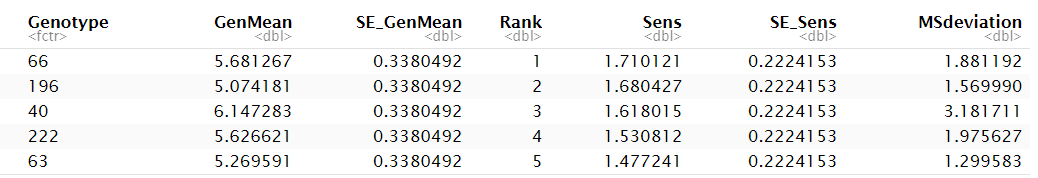 Genotype GenMean SE_GenMean Rank Sens SE_Sens MSdeviation
<fctr> <dbl> <dbl> <dbl> <dbl> <dbl> <dbl>
66 5.681267 0.3380492 1 1.710121 0.2224153 1.881192
196 5.074181 0.3380492 2 1.680427 0.2224153 1.569990
40 6.147283 0.3380492 3 1.618015 0.2224153 3.181711
222 5.626621 0.3380492 4 1.530812 0.2224153 1.975627
63 5.269591 0.3380492 5 1.477241 0.2224153 1.299583